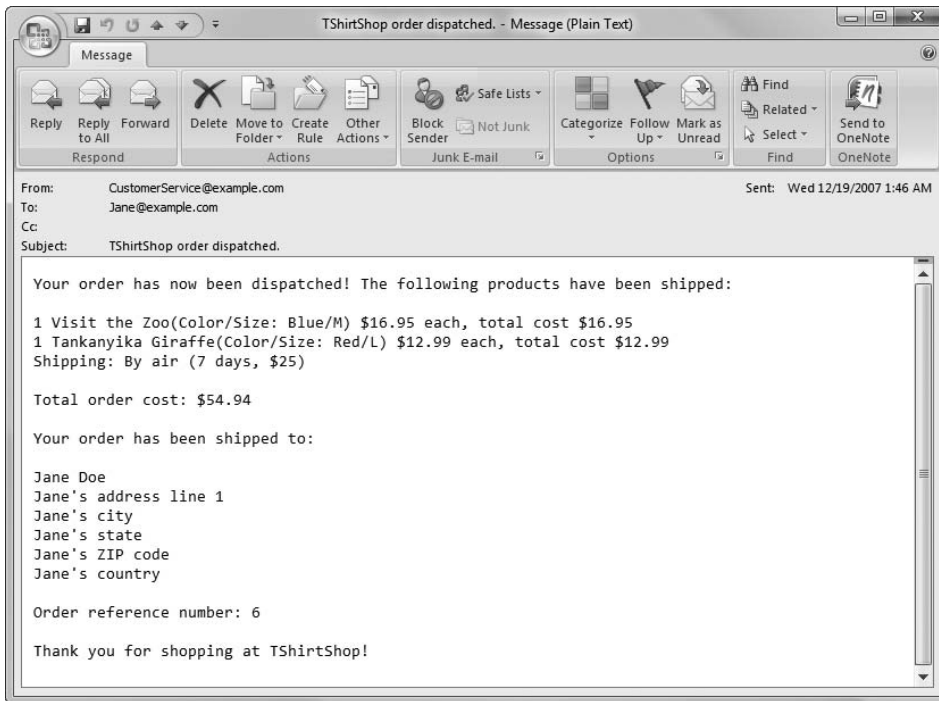 TShirtShop order dispatched. - Message (Plain Text)
Message
Reply Reply to All Forward
Respond
Delete Move to Folder Create Rule Other Actions
Actions
Block Sender Safe Lists Not Junk
Junk E-mail
Categorize Follow Up Mark as Unread
Options
Find Related Select
Find
Send to OneNote
OneNote
From: CustomerService@example.com Sent: Wed 12/19/2007 1:46 AM
To: Jane@example.com
Cc:
Subject: TShirtShop order dispatched.
Your order has now been dispatched! The following products have been shipped:
1 Visit the Zoo(Color/Size: Blue/M) $16.95 each, total cost $16.95
1 Tankanyika Giraffe(Color/Size: Red/L) $12.99 each, total cost $12.99
Shipping: By air (7 days, $25)
Total order cost: $54.94
Your order has been shipped to:
Jane Doe
Jane's address line 1
Jane's city
Jane's state
Jane's ZIP code
Jane's country
Order reference number: 6
Thank you for shopping at TShirtShop!